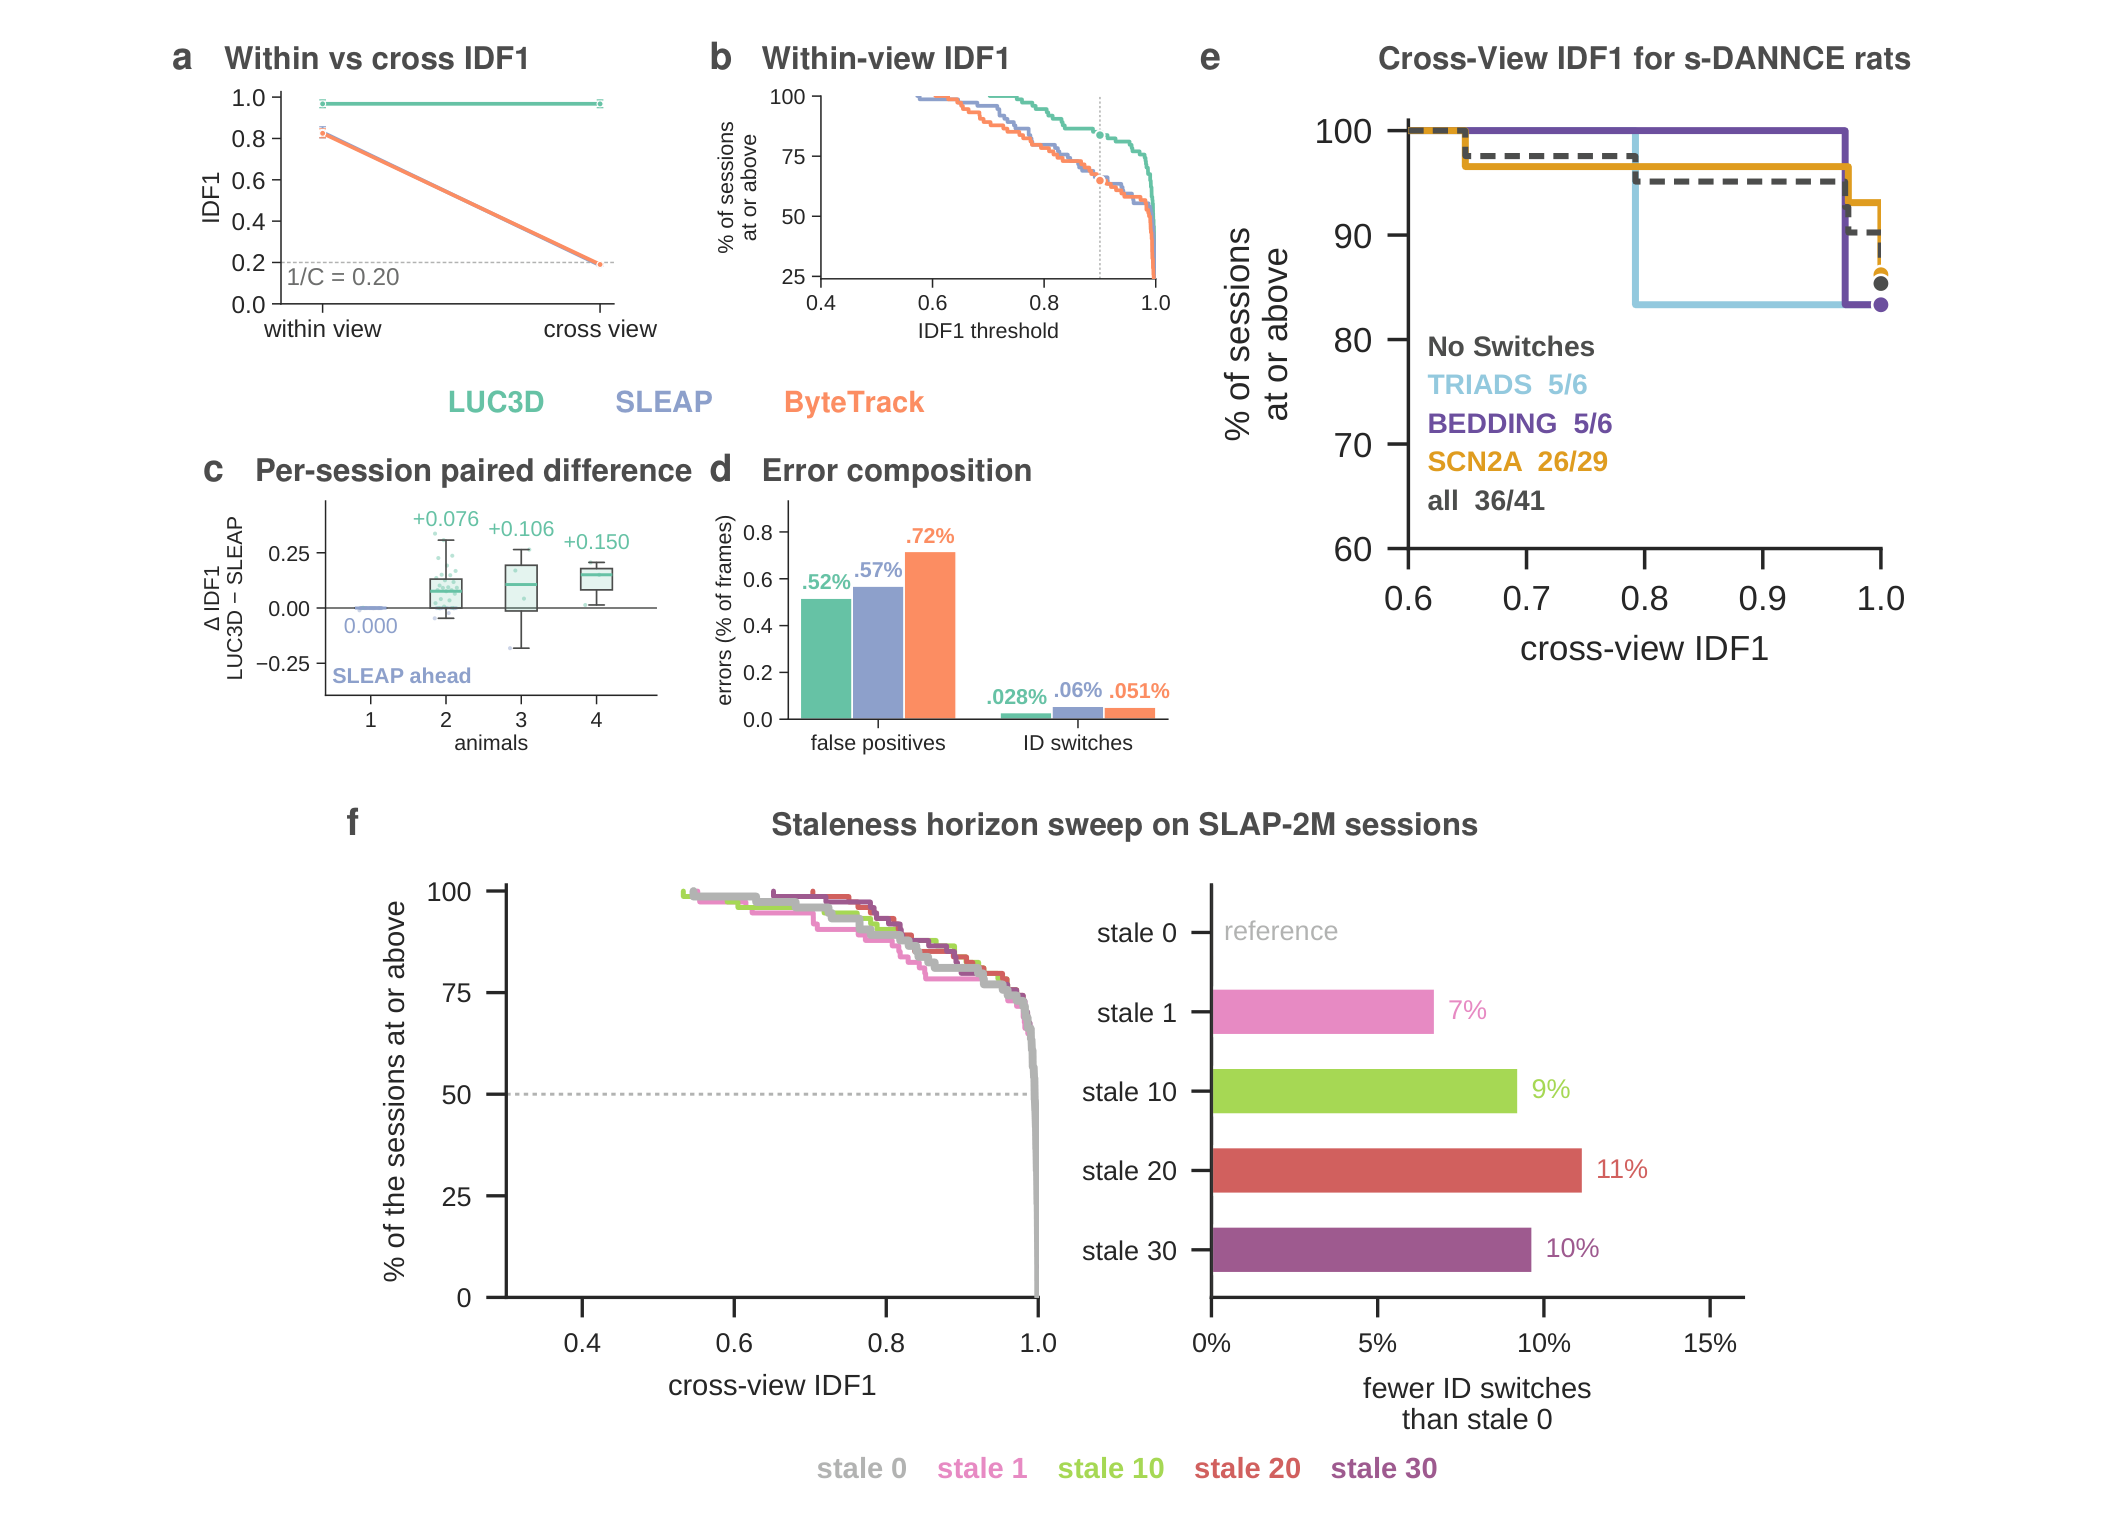 a Within vs cross IDF1
1.0
0.8
0.6
0.4
0.2
0.0
IDF1
1/C = 0.20
within view
cross view
b Within-view IDF1
100
75
50
25
% of sessions
at or above
0.4 0.6 0.8 1.0
IDF1 threshold
LUC3D SLEAP ByteTrack
c Per-session paired difference
0.25
0.00
−0.25
Δ IDF1
LUC3D − SLEAP
+0.076
+0.106
+0.150
0.000
SLEAP ahead
1 2 3 4
animals
d Error composition
0.8
0.6
0.4
0.2
0.0
errors (% of frames)
.52%
.57%
.72%
.028%
.06%
.051%
false positives
ID switches
e Cross-View IDF1 for s-DANNCE rats
100
90
80
70
60
% of sessions
at or above
No Switches
TRIADS 5/6
BEDDING 5/6
SCN2A 26/29
all 36/41
0.6 0.7 0.8 0.9 1.0
cross-view IDF1
f Staleness horizon sweep on SLAP-2M sessions
100
75
50
25
0
% of the sessions at or above
0.4 0.6 0.8 1.0
cross-view IDF1
stale 0 reference
stale 1 7%
stale 10 9%
stale 20 11%
stale 30 10%
0% 5% 10% 15%
fewer ID switches
than stale 0
stale 0 stale 1 stale 10 stale 20 stale 30